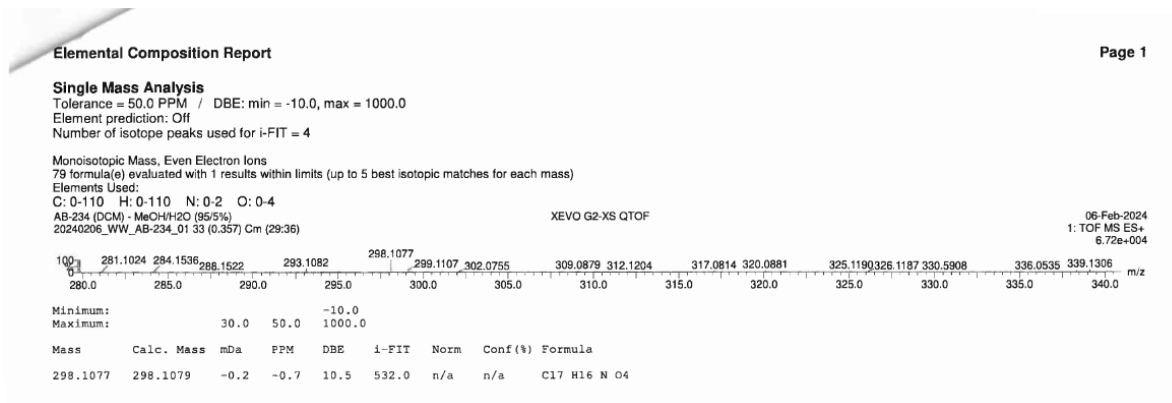 Elemental Composition Report
Page 1
Single Mass Analysis
Tolerance = 50.0 PPM / DBE: min = -10.0, max = 1000.0
Element prediction: Off
Number of isotope peaks used for i-FIT = 4
Monoisotopic Mass, Even Electron Ions
79 formula(e) evaluated with 1 results within limits (up to 5 best isotopic matches for each mass)
Elements Used:
C: 0-110 H: 0-110 N: 0-2 O: 0-4
AB-234 (DCM) - MeOH/H2O (95/5%) XEVO G2-XS QTOF 06-Feb-2024
20240206_WW_AB-234_01 33 (0.357) Cm (29:36) 1: TOF MS ES+
6.72e+004
100 281.1024 284.1536 288.1522 293.1082 298.1077 299.1107 302.0755 309.0879 312.1204 317.0814 320.0881 325.1190 326.1187 330.5908 336.0535 339.1306
0 m/z
280.0 285.0 290.0 295.0 300.0 305.0 310.0 315.0 320.0 325.0 330.0 335.0 340.0
Minimum: -10.0
Maximum: 30.0 50.0 1000.0
Mass Calc. Mass mDa PPM DBE i-FIT Norm Conf(%) Formula
298.1077 298.1079 -0.2 -0.7 10.5 532.0 n/a n/a C17 H16 N O4